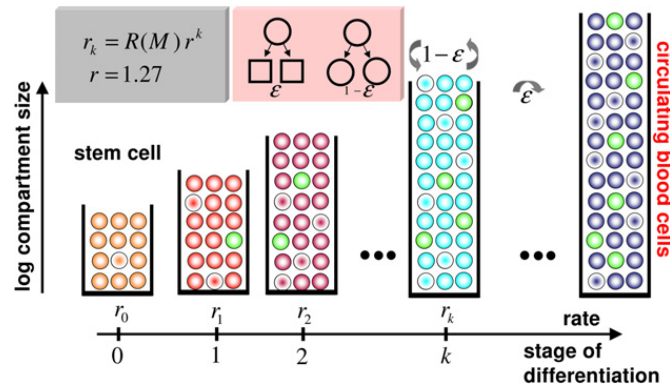 r_k = R(M) r^k
r = 1.27
ε
1-ε
1-ε
ε
stem cell
log compartment size
circulating blood cells
r_0
r_1
r_2
r_k
rate
0
1
2
k
stage of
differentiation